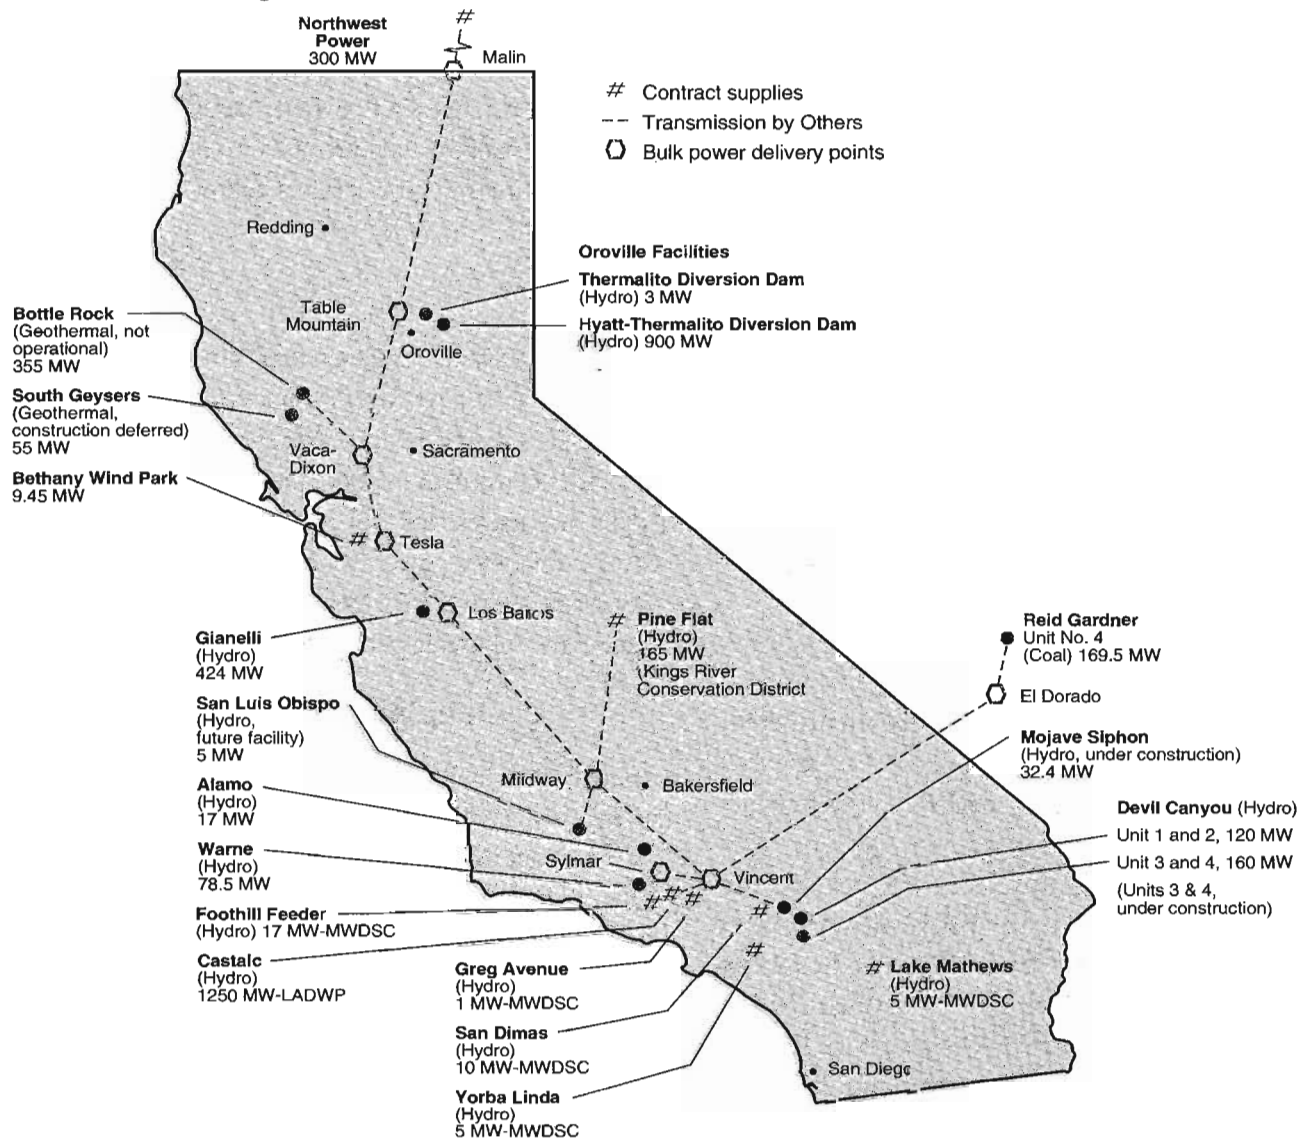 Northwest
Power
300 MW
#
Malin
# Contract supplies
-- Transmission by Others
Bulk power delivery points
Redding
Oroville Facilities
Thermalito Diversion Dam
(Hydro) 3 MW
Hyatt-Thermalito Diversion Dam
(Hydro) 900 MW
Table
Mountain
Oroville
Bottle Rock
(Geothermal, not
operational)
355 MW
South Geysers
(Geothermal,
construction deferred)
55 MW
Vaca-
Dixon
Sacramento
Bethany Wind Park
9.45 MW
#
Tesla
Los Banos
Gianelli
(Hydro)
424 MW
# Pine Flat
(Hydro)
165 MW
(Kings River
Conservation District
Reid Gardner
Unit No. 4
(Coal) 169.5 MW
El Dorado
San Luis Obispo
(Hydro,
future facility)
5 MW
Mojave Siphon
(Hydro, under construction)
32.4 MW
Miidway
Bakersfield
Alamo
(Hydro)
17 MW
Devil Canyou (Hydro)
Unit 1 and 2, 120 MW
Unit 3 and 4, 160 MW
(Units 3 & 4,
under construction)
Warne
(Hydro)
78.5 MW
Sylmar
Vincent
# # #
#
#
Foothill Feeder
(Hydro) 17 MW-MWDSC
Castalc
(Hydro)
1250 MW-LADWP
Greg Avenue
(Hydro)
1 MW-MWDSC
# Lake Mathews
(Hydro)
5 MW-MWDSC
San Dimas
(Hydro)
10 MW-MWDSC
San Diego
Yorba Linda
(Hydro)
5 MW-MWDSC